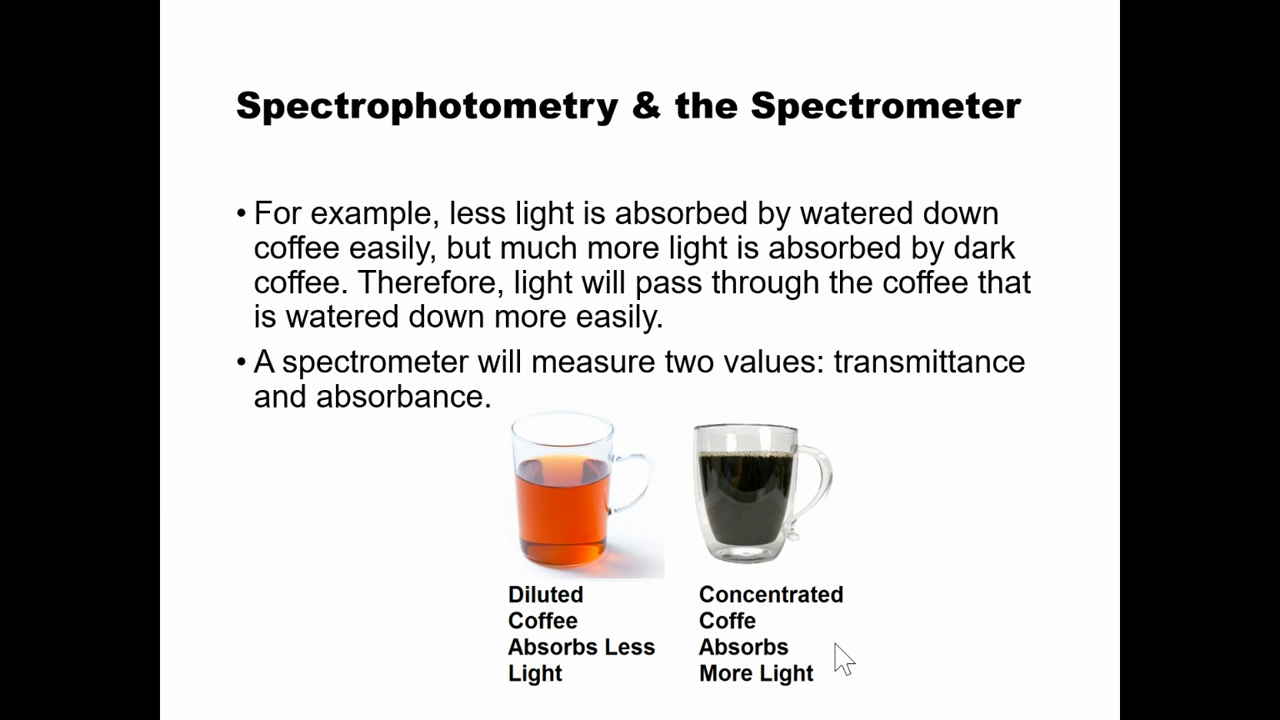 Spectrophotometry & the Spectrometer
• For example, less light is absorbed by watered down
coffee easily, but much more light is absorbed by dark
coffee. Therefore, light will pass through the coffee that
is watered down more easily.
• A spectrometer will measure two values: transmittance
and absorbance.
Diluted
Coffee
Absorbs Less
Light
Concentrated
Coffe
Absorbs
More Light